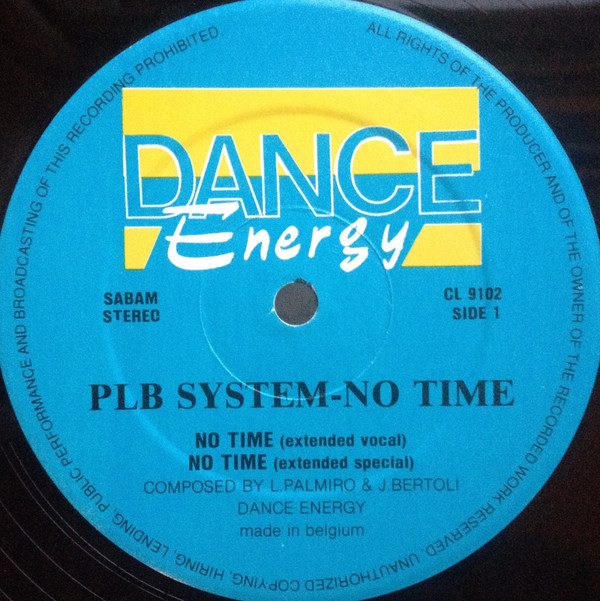 ALL RIGHTS OF THE PRODUCER AND OF THE OWNER OF THE RECORDED WORK RESERVED. UNAUTHORIZED COPYING, HIRING, LENDING, PUBLIC PERFORMANCE AND BROADCASTING OF THIS RECORDING PROHIBITED
DANCE
Energy
SABAM
STEREC
CL 9102
SIDE 1
PLB SYSTEM-NO TIME
NO TIME (extended vocal)
NO TIME (extended special)
COMPOSED BY L.PALMIRO & J.BERTOLI
DANCE ENERGY
made in belgium